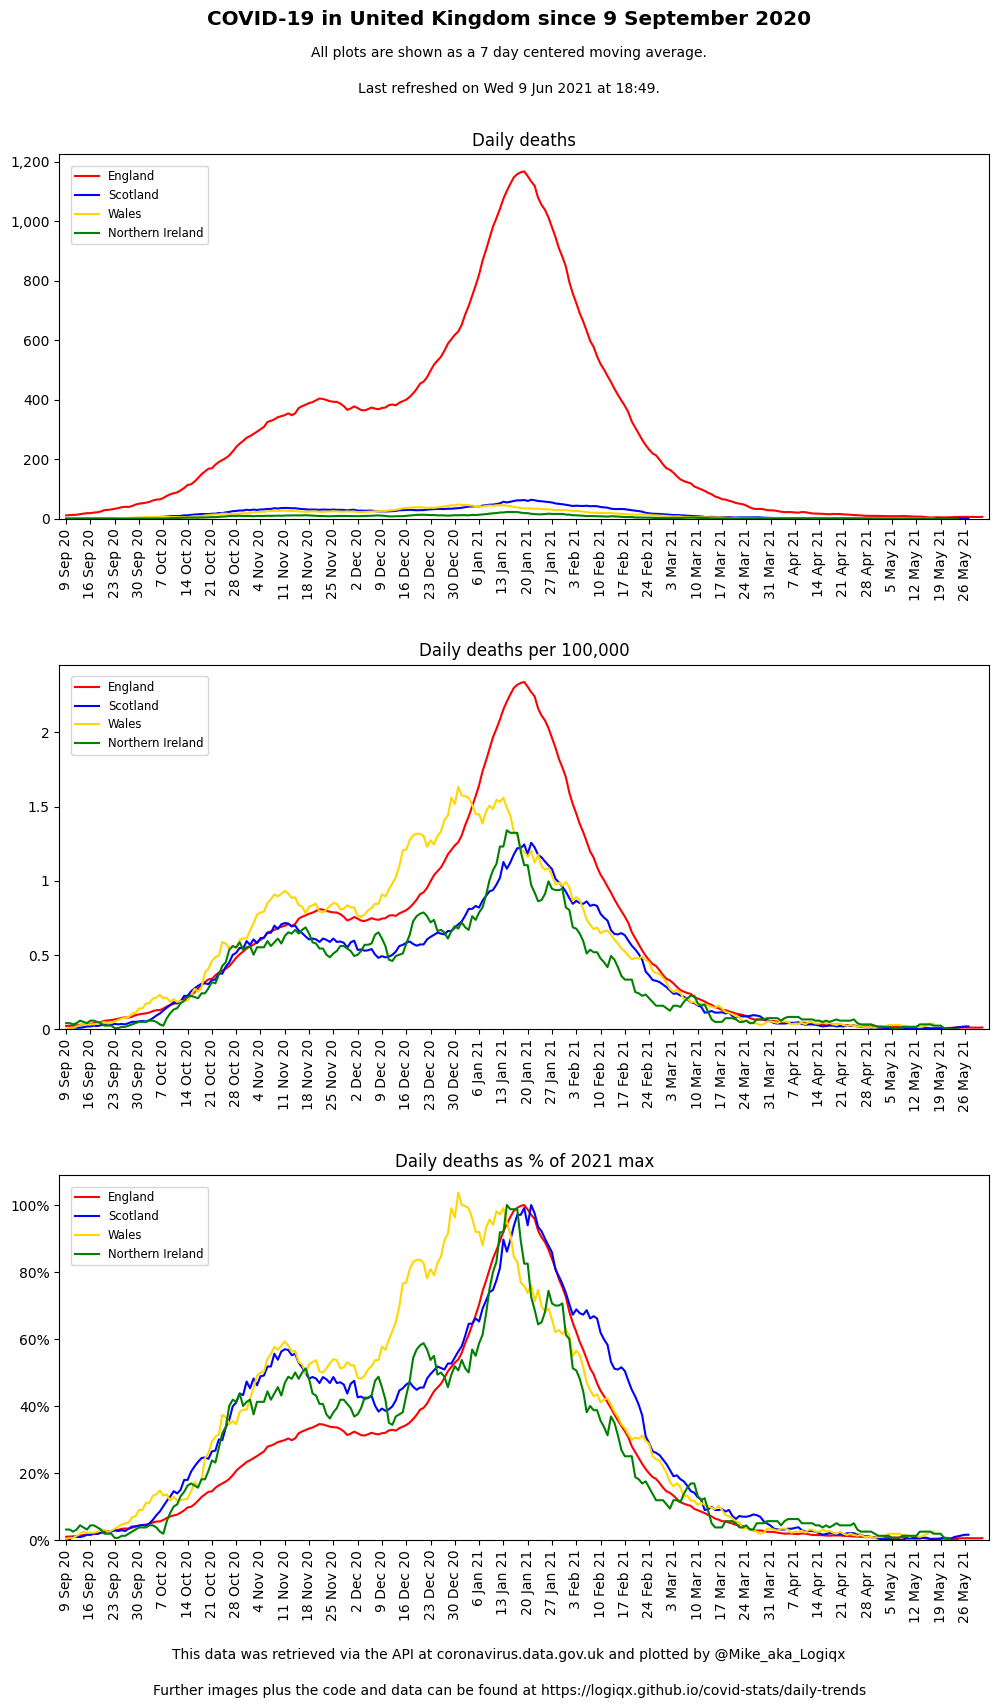 COVID-19 in United Kingdom since 9 September 2020
All plots are shown as a 7 day centered moving average.
Last refreshed on Wed 9 Jun 2021 at 18:49.
Daily deaths
England
Scotland
Wales
Northern Ireland
1,200
1,000
800
600
400
200
0
9 Sep 20
16 Sep 20
23 Sep 20
30 Sep 20
7 Oct 20
14 Oct 20
21 Oct 20
28 Oct 20
4 Nov 20
11 Nov 20
18 Nov 20
25 Nov 20
2 Dec 20
9 Dec 20
16 Dec 20
23 Dec 20
30 Dec 20
6 Jan 21
13 Jan 21
20 Jan 21
27 Jan 21
3 Feb 21
10 Feb 21
17 Feb 21
24 Feb 21
3 Mar 21
10 Mar 21
17 Mar 21
24 Mar 21
31 Mar 21
7 Apr 21
14 Apr 21
21 Apr 21
28 Apr 21
5 May 21
12 May 21
19 May 21
26 May 21
Daily deaths per 100,000
England
Scotland
Wales
Northern Ireland
2
1.5
1
0.5
0
9 Sep 20
16 Sep 20
23 Sep 20
30 Sep 20
7 Oct 20
14 Oct 20
21 Oct 20
28 Oct 20
4 Nov 20
11 Nov 20
18 Nov 20
25 Nov 20
2 Dec 20
9 Dec 20
16 Dec 20
23 Dec 20
30 Dec 20
6 Jan 21
13 Jan 21
20 Jan 21
27 Jan 21
3 Feb 21
10 Feb 21
17 Feb 21
24 Feb 21
3 Mar 21
10 Mar 21
17 Mar 21
24 Mar 21
31 Mar 21
7 Apr 21
14 Apr 21
21 Apr 21
28 Apr 21
5 May 21
12 May 21
19 May 21
26 May 21
Daily deaths as % of 2021 max
England
Scotland
Wales
Northern Ireland
100%
80%
60%
40%
20%
0%
9 Sep 20
16 Sep 20
23 Sep 20
30 Sep 20
7 Oct 20
14 Oct 20
21 Oct 20
28 Oct 20
4 Nov 20
11 Nov 20
18 Nov 20
25 Nov 20
2 Dec 20
9 Dec 20
16 Dec 20
23 Dec 20
30 Dec 20
6 Jan 21
13 Jan 21
20 Jan 21
27 Jan 21
3 Feb 21
10 Feb 21
17 Feb 21
24 Feb 21
3 Mar 21
10 Mar 21
17 Mar 21
24 Mar 21
31 Mar 21
7 Apr 21
14 Apr 21
21 Apr 21
28 Apr 21
5 May 21
12 May 21
19 May 21
26 May 21
This data was retrieved via the API at coronavirus.data.gov.uk and plotted by @Mike_aka_Logiqx
Further images plus the code and data can be found at https://logiqx.github.io/covid-stats/daily-trends